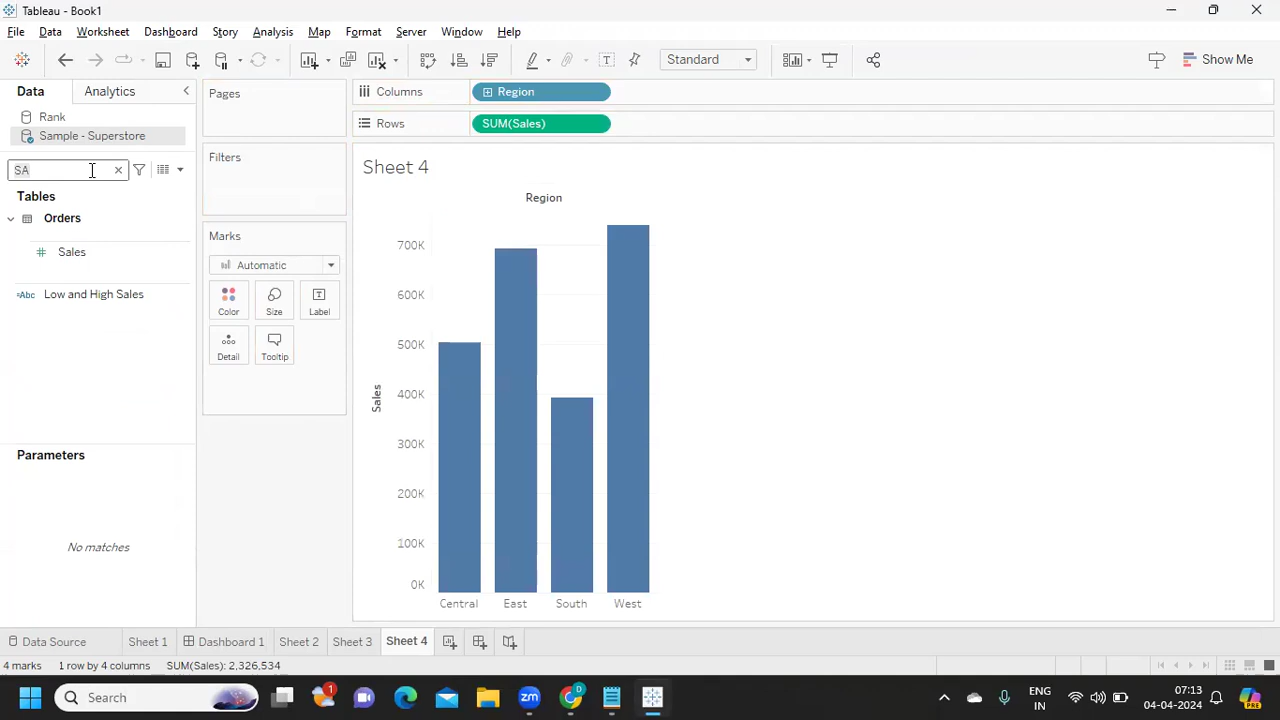 Tableau - Book1
File Data Worksheet Dashboard Story Analysis Map Format Server Window Help
Standard
Show Me
Data Analytics
Rank
Sample - Superstore
SA
Tables
Orders
Sales
Abc Low and High Sales
Parameters
No matches
Pages
Filters
Marks
Automatic
Color Size Label
Detail Tooltip
Columns Region
Rows SUM(Sales)
Sheet 4
Region
700K
600K
500K
400K
300K
200K
100K
0K
Sales
Central East South West
Data Source Sheet 1 Dashboard 1 Sheet 2 Sheet 3 Sheet 4
4 marks 1 row by 4 columns SUM(Sales): 2,326,534
Search
1
zm
D
ENG
IN
07:13
04-04-2024
PRE